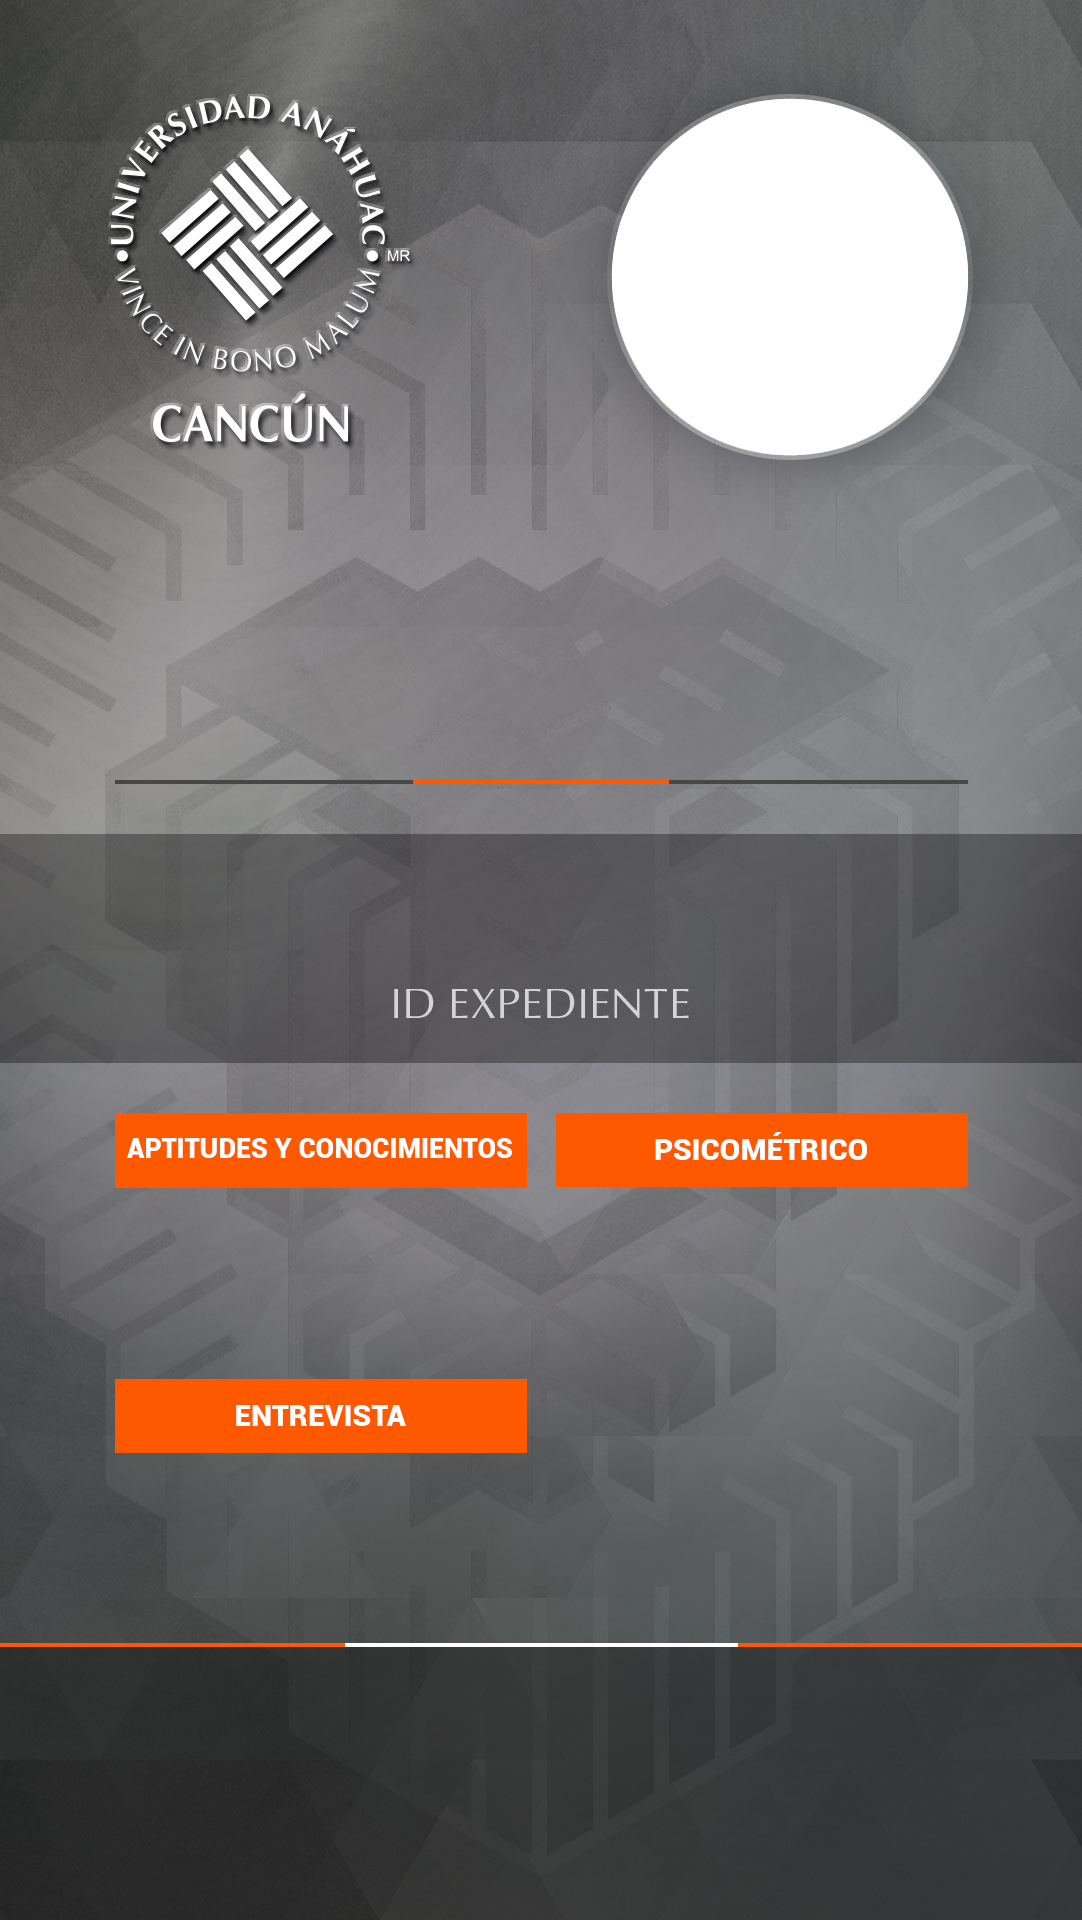 UNIVERSIDAD ANÁHUAC
MR
VINCE IN BONO MALUM
CANCÚN
ID EXPEDIENTE
APTITUDES Y CONOCIMIENTOS
PSICOMÉTRICO
ENTREVISTA